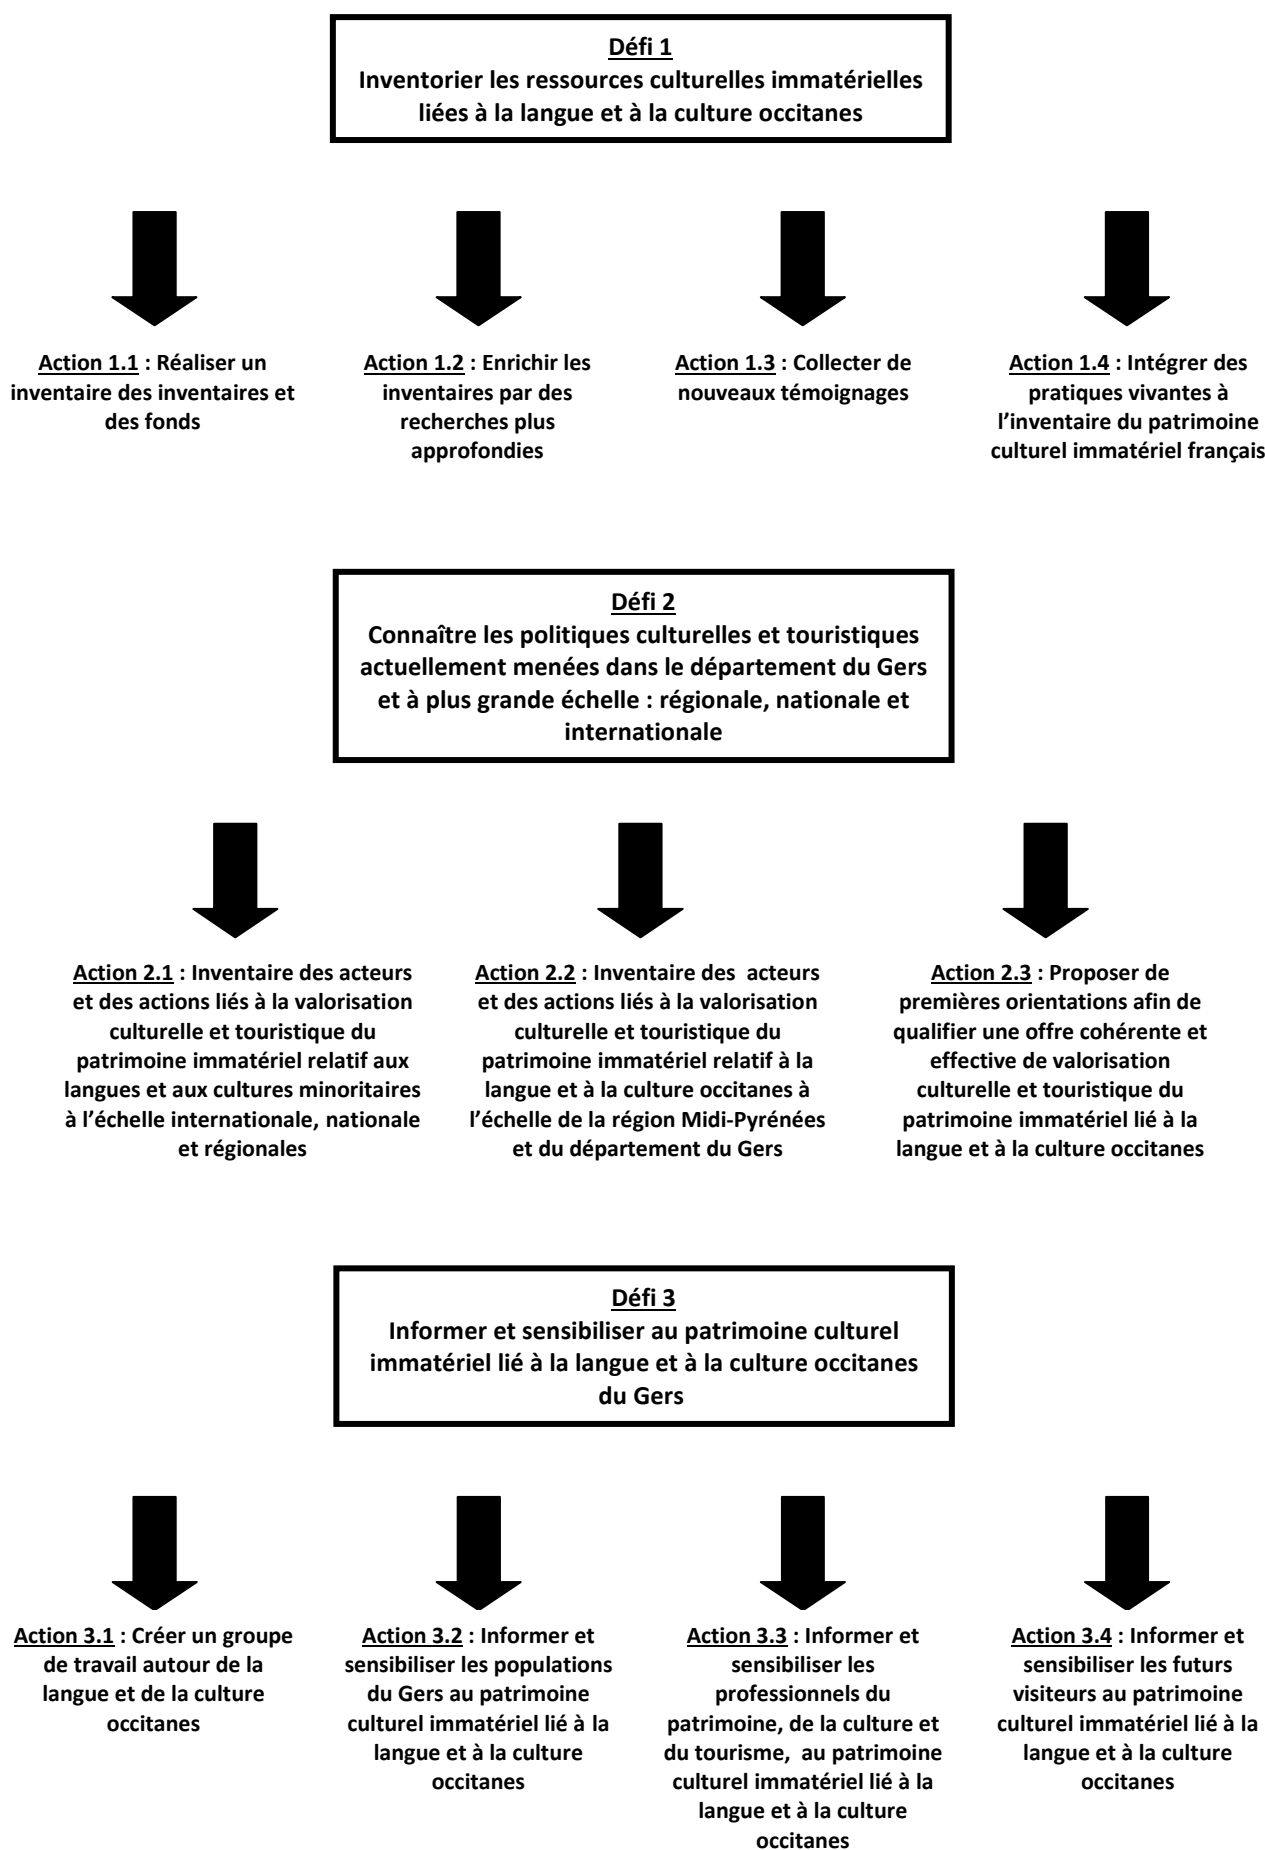 Défi 1
Inventorier les ressources culturelles immatérielles
liées à la langue et à la culture occitanes
Action 1.1 : Réaliser un
inventaire des inventaires et
des fonds
Action 1.2 : Enrichir les
inventaires par des
recherches plus
approfondies
Action 1.3 : Collecter de
nouveaux témoignages
Action 1.4 : Intégrer des
pratiques vivantes à
l’inventaire du patrimoine
culturel immatériel français
Défi 2
Connaître les politiques culturelles et touristiques
actuellement menées dans le département du Gers
et à plus grande échelle : régionale, nationale et
internationale
Action 2.1 : Inventaire des acteurs
et des actions liés à la valorisation
culturelle et touristique du
patrimoine immatériel relatif aux
langues et aux cultures minoritaires
à l’échelle internationale, nationale
et régionales
Action 2.2 : Inventaire des  acteurs
et des actions liés à la valorisation
culturelle et touristique du
patrimoine immatériel relatif à la
langue et à la culture occitanes à
l’échelle de la région Midi-Pyrénées
et du département du Gers
Action 2.3 : Proposer de
premières orientations afin de
qualifier une offre cohérente et
effective de valorisation
culturelle et touristique du
patrimoine immatériel lié à la
langue et à la culture occitanes
Défi 3
Informer et sensibiliser au patrimoine culturel
immatériel lié à la langue et à la culture occitanes
du Gers
Action 3.1 : Créer un groupe
de travail autour de la
langue et de la culture
occitanes
Action 3.2 : Informer et
sensibiliser les populations
du Gers au patrimoine
culturel immatériel lié à la
langue et à la culture
occitanes
Action 3.3 : Informer et
sensibiliser les
professionnels du
patrimoine, de la culture et
du tourisme,  au patrimoine
culturel immatériel lié à la
langue et à la culture
occitanes
Action 3.4 : Informer et
sensibiliser les futurs
visiteurs au patrimoine
culturel immatériel lié à la
langue et à la culture
occitanes